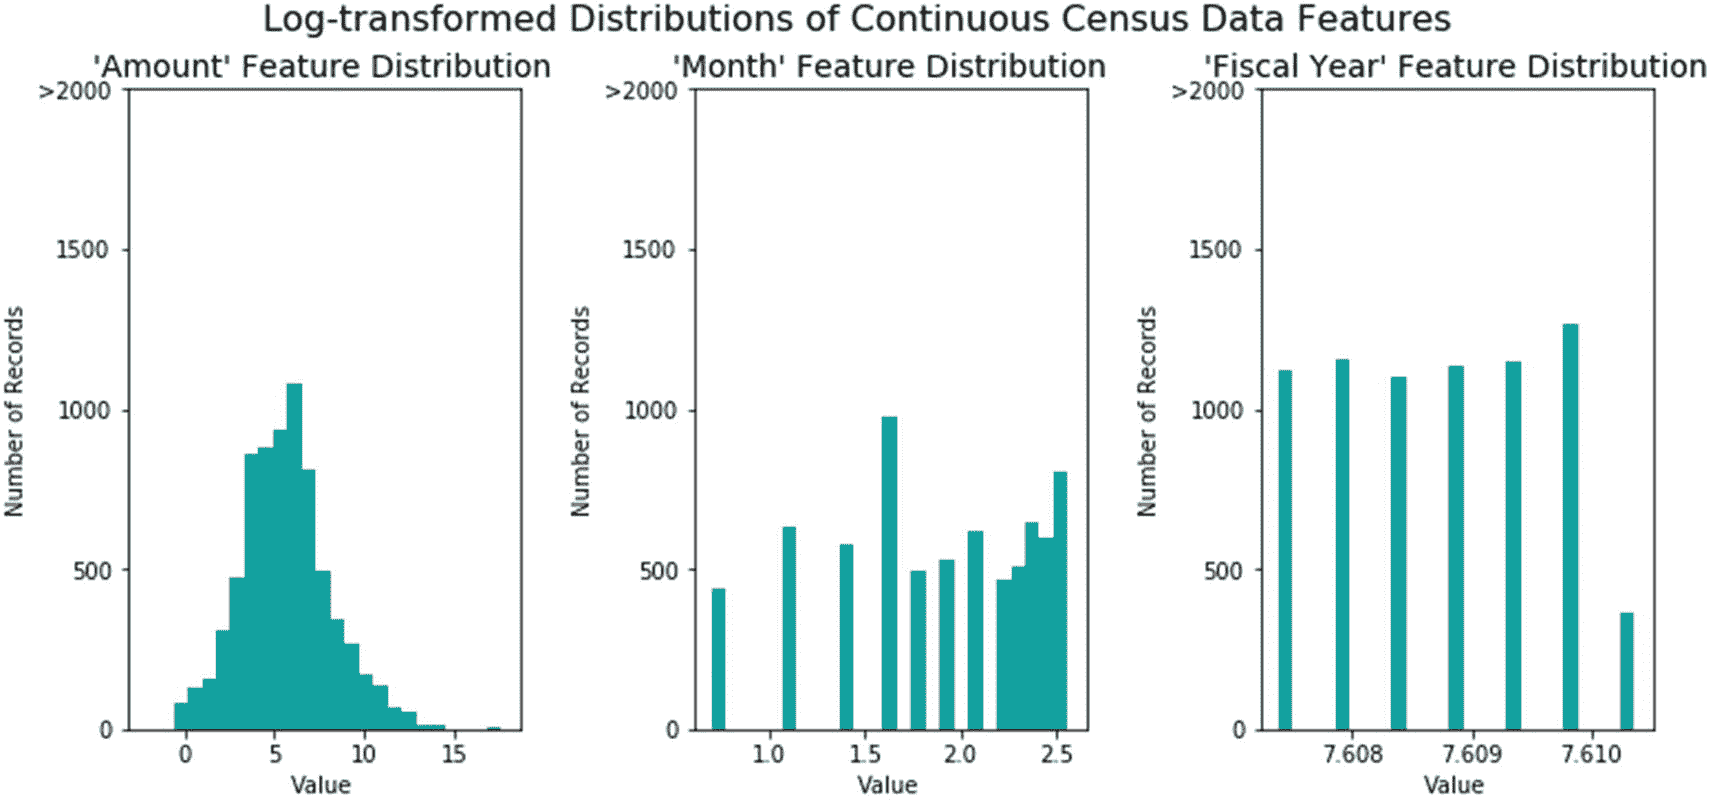 Log-transformed Distributions of Continuous Census Data Features
'Amount' Feature Distribution
>2000
1500
1000
500
0
0 5 10 15
Number of Records
Value
'Month' Feature Distribution
>2000
1500
1000
500
0
1.0 1.5 2.0 2.5
Number of Records
Value
'Fiscal Year' Feature Distribution
>2000
1500
1000
500
0
7.608 7.609 7.610
Number of Records
Value